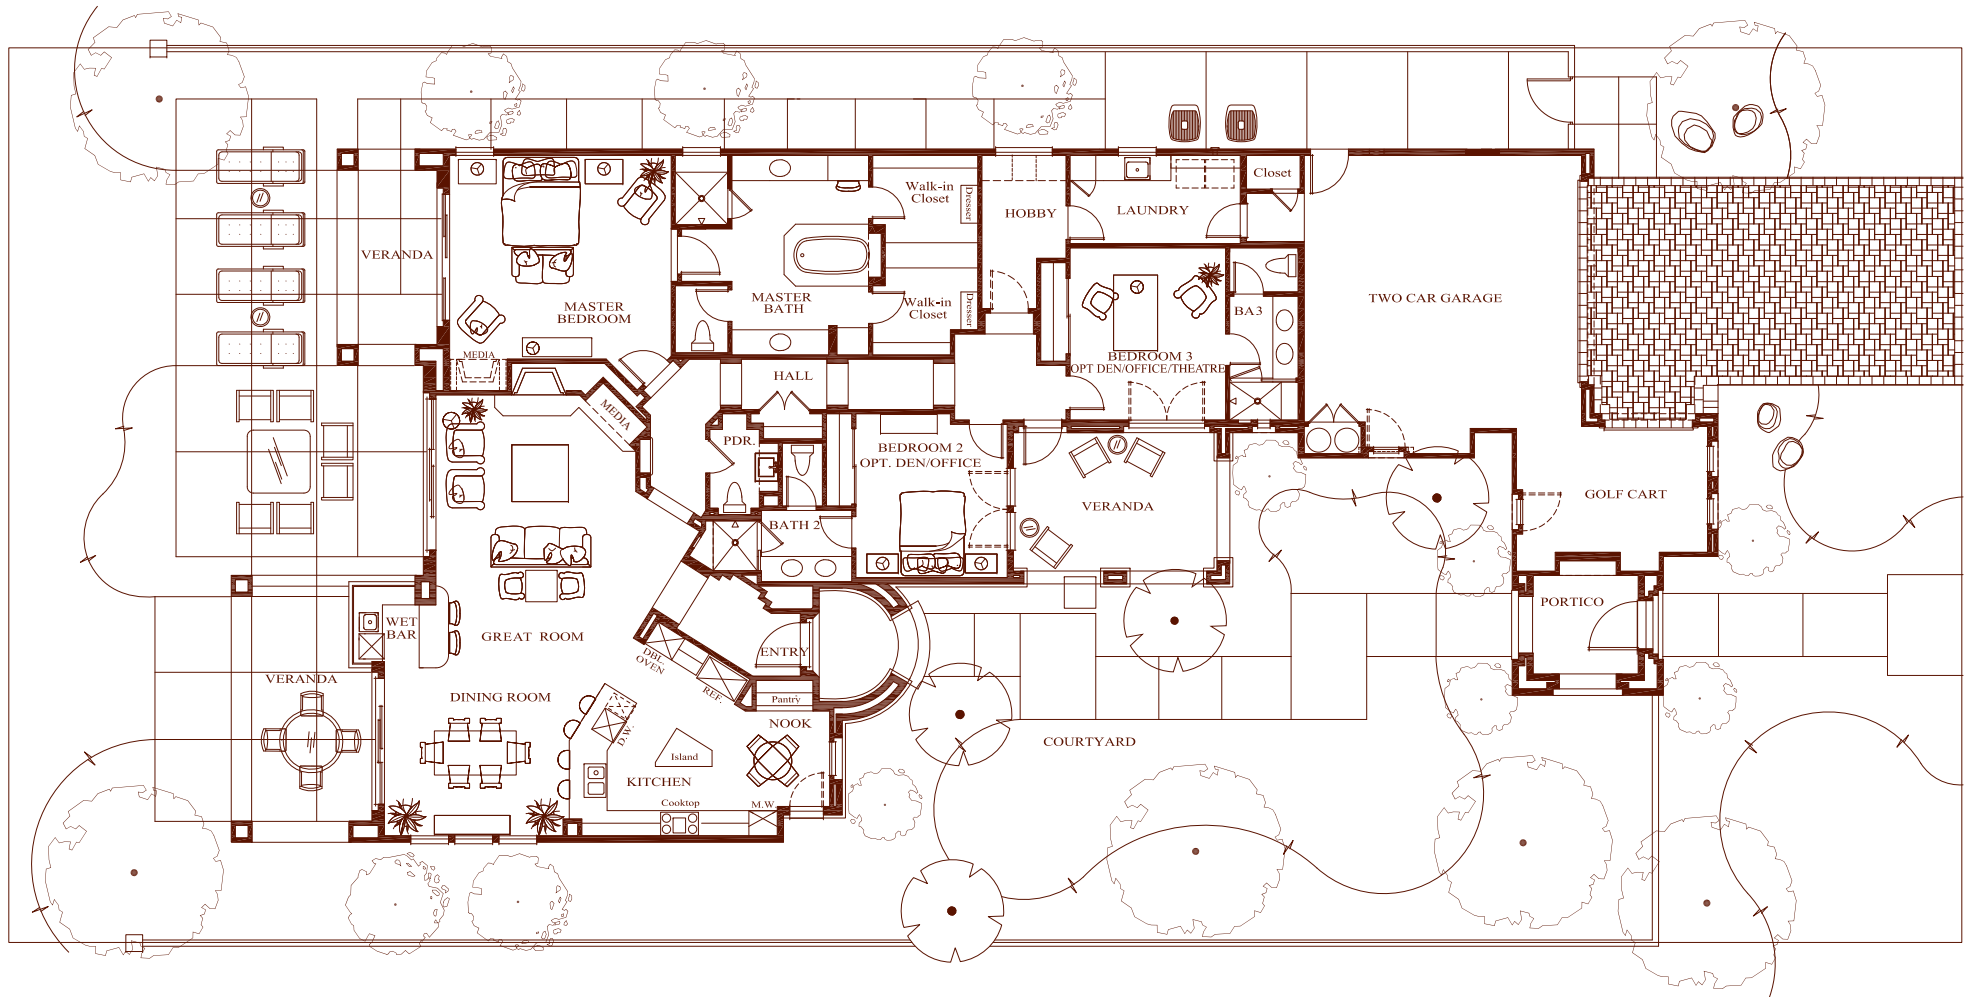 Closet
Walk-in
Closet
Dresser
HOBBY
LAUNDRY
VERANDA
TWO CAR GARAGE
MASTER
BEDROOM
MASTER
BATH
Walk-in
Closet
Dresser
BA3
MEDIA
BEDROOM 3
OPT DEN/OFFICE/THEATRE
HALL
MEDIA
PDR.
BEDROOM 2
OPT. DEN/OFFICE
GOLF CART
VERANDA
BATH 2
PORTICO
WET
BAR
GREAT ROOM
ENTRY
DBL.
OVEN
REF.
VERANDA
DINING ROOM
Pantry
NOOK
D.W.
COURTYARD
Island
KITCHEN
Cooktop
M.W.